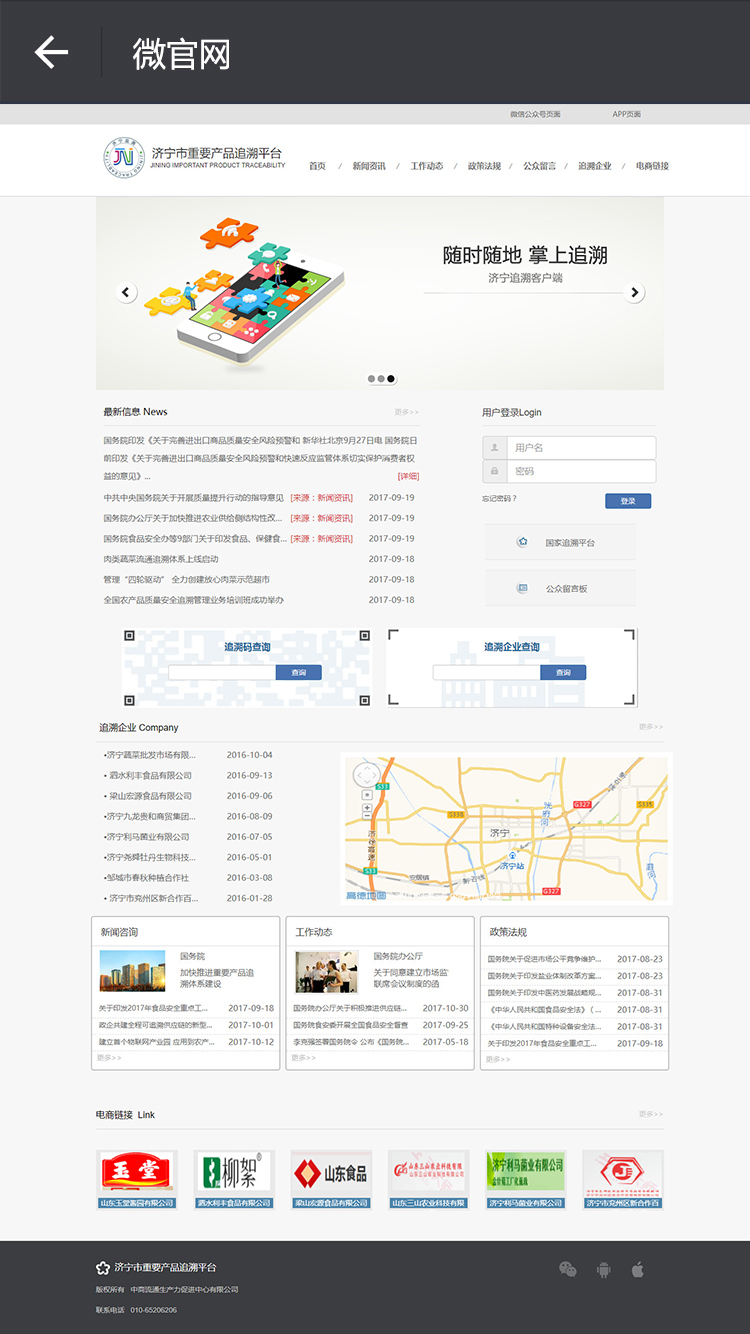 微官网
微信公众号页面 APP页面
济宁市重要产品追溯平台
JINING IMPORTANT PRODUCT TRACEABILITY
首页 / 新闻资讯 / 工作动态 / 政策法规 / 公众留言 / 追溯企业 / 电商链接
随时随地 掌上追溯
济宁追溯客户端
最新信息 News 更多>>
国务院印发《关于完善进出口商品质量安全风险预警和 新华社北京9月27日电 国务院日
前印发《关于完善进出口商品质量安全风险预警和快速反应监管体系切实保护消费者权
益的意见》... [详细]
中共中央国务院关于开展质量提升行动的指导意见 [来源：新闻资讯] 2017-09-19
国务院办公厅关于加快推进农业供给侧结构性改... [来源：新闻资讯] 2017-09-19
国务院食品安全办等9部门关于印发食品、保健食... [来源：新闻资讯] 2017-09-19
肉类蔬菜流通追溯体系上线启动 2017-09-18
管理“四轮驱动” 全力创建放心肉菜示范超市 2017-09-18
全国农产品质量安全追溯管理业务培训班成功举办 2017-09-18
用户登录Login
用户名
密码
忘记密码？ 登录
国家追溯平台
公众留言板
追溯码查询
查询
追溯企业查询
查询
追溯企业 Company 更多>>
•济宁蔬菜批发市场有限... 2016-10-04
• 泗水利丰食品有限公司 2016-09-13
• 梁山宏源食品有限公司 2016-09-06
•济宁九龙贵和商贸集团... 2016-08-09
•济宁利马菌业有限公司 2016-07-05
•济宁尧舜牡丹生物科技... 2016-05-01
•邹城市春秋种植合作社 2016-03-08
• 济宁市兖州区新合作百... 2016-01-28
S33
G327
S335
S338
济宁
济宁站
安居镇
S33
G327
高德地图
新闻咨询
国务院
加快推进重要产品追
溯体系建设
关于印发2017年食品安全重点工... 2017-09-18
政企共建全程可追溯供应链的新型... 2017-10-01
建立首个物联网产业园 应用到农产... 2017-10-12
更多>>
工作动态
国务院办公厅
关于同意建立市场监
联席会议制度的函
国务院办公厅关于积极推进供应链... 2017-10-30
国务院食安委开展全国食品安全督查 2017-09-25
李克强签署国务院令 公布《国务院... 2017-05-18
更多>>
政策法规
国务院关于促进市场公平竞争维护... 2017-08-23
国务院关于印发盐业体制改革方案... 2017-08-23
国务院关于印发中医药发展战略规... 2017-08-31
《中华人民共和国食品安全法》（... 2017-08-31
《中华人民共和国特种设备安全法... 2017-08-31
关于印发2017年食品安全重点工... 2017-09-18
更多>>
电商链接 Link 更多>>
玉堂
山东玉堂酱园有限公司
柳絮®
泗水利丰食品有限公司
山东食品
梁山宏源食品有限公司
山东三山农业科技有限
山东三山农业科技有限
济宁利马菌业有限公司
济宁利马菌业有限公司
济宁市兖州区新合作百
济宁市重要产品追溯平台
版权所有 中商流通生产力促进中心有限公司
联系电话 010-65206206